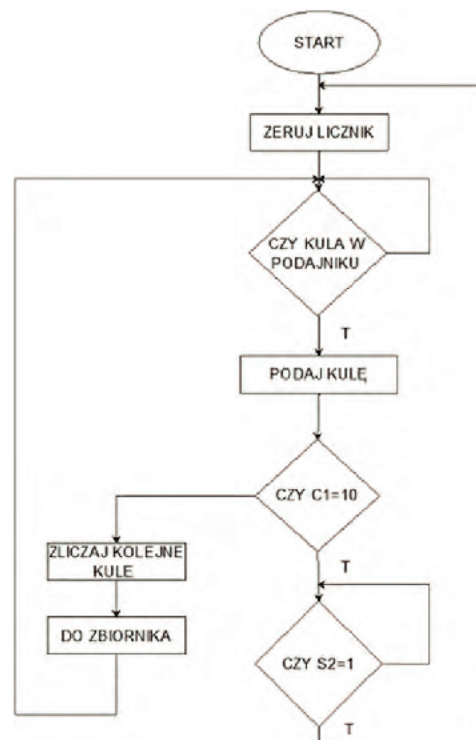 START
ZERUJ LICZNIK
CZY KULA W
PODAJNIKU
T
PODAJ KULĘ
CZY C1=10
ZLICZAJ KOLEJNE
KULE
T
DO ZBIORNIKA
CZY S2=1
T